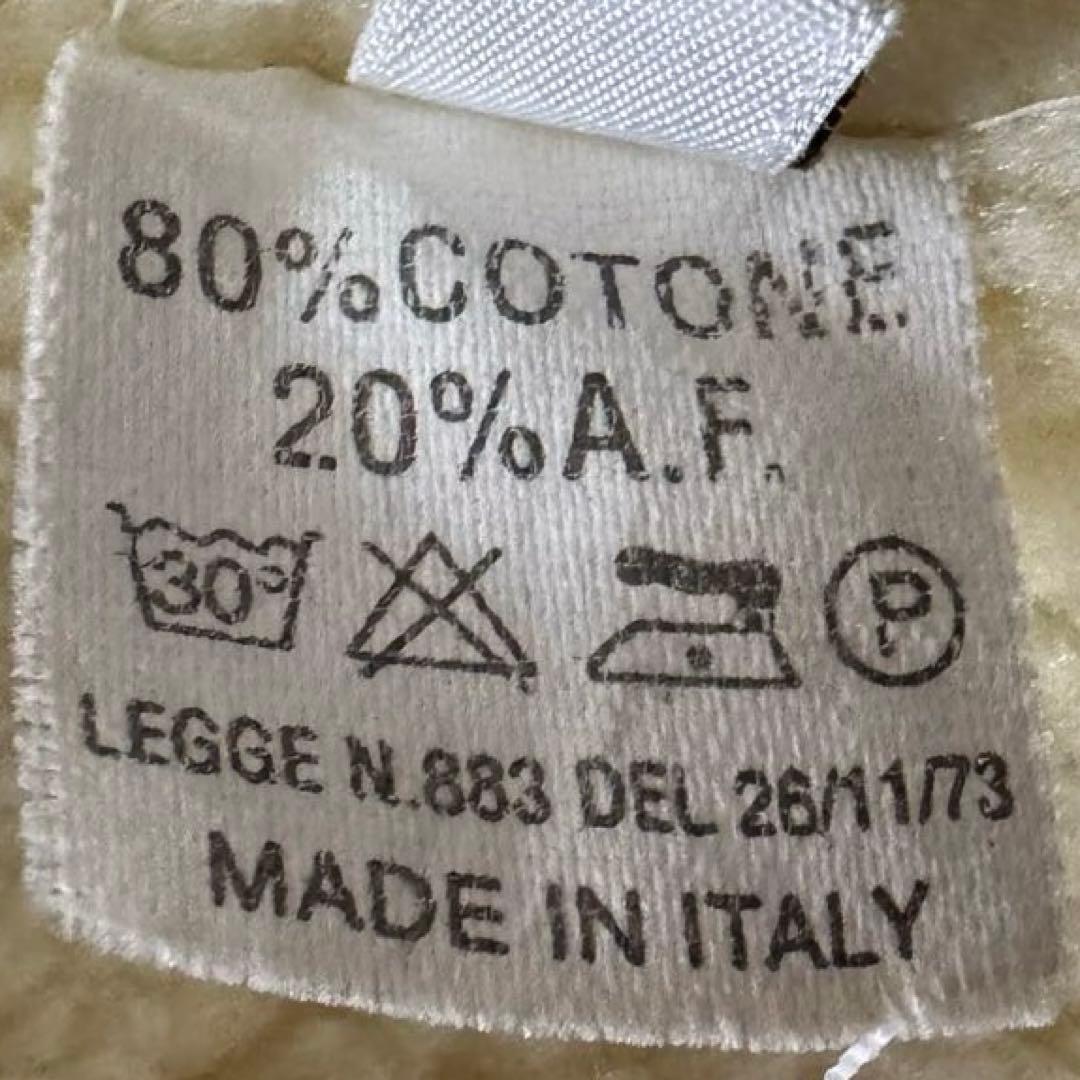 80%COTONE
20%A.F.
30° P
LEGGE N.883 DEL 26/11/73
MADE IN ITALY